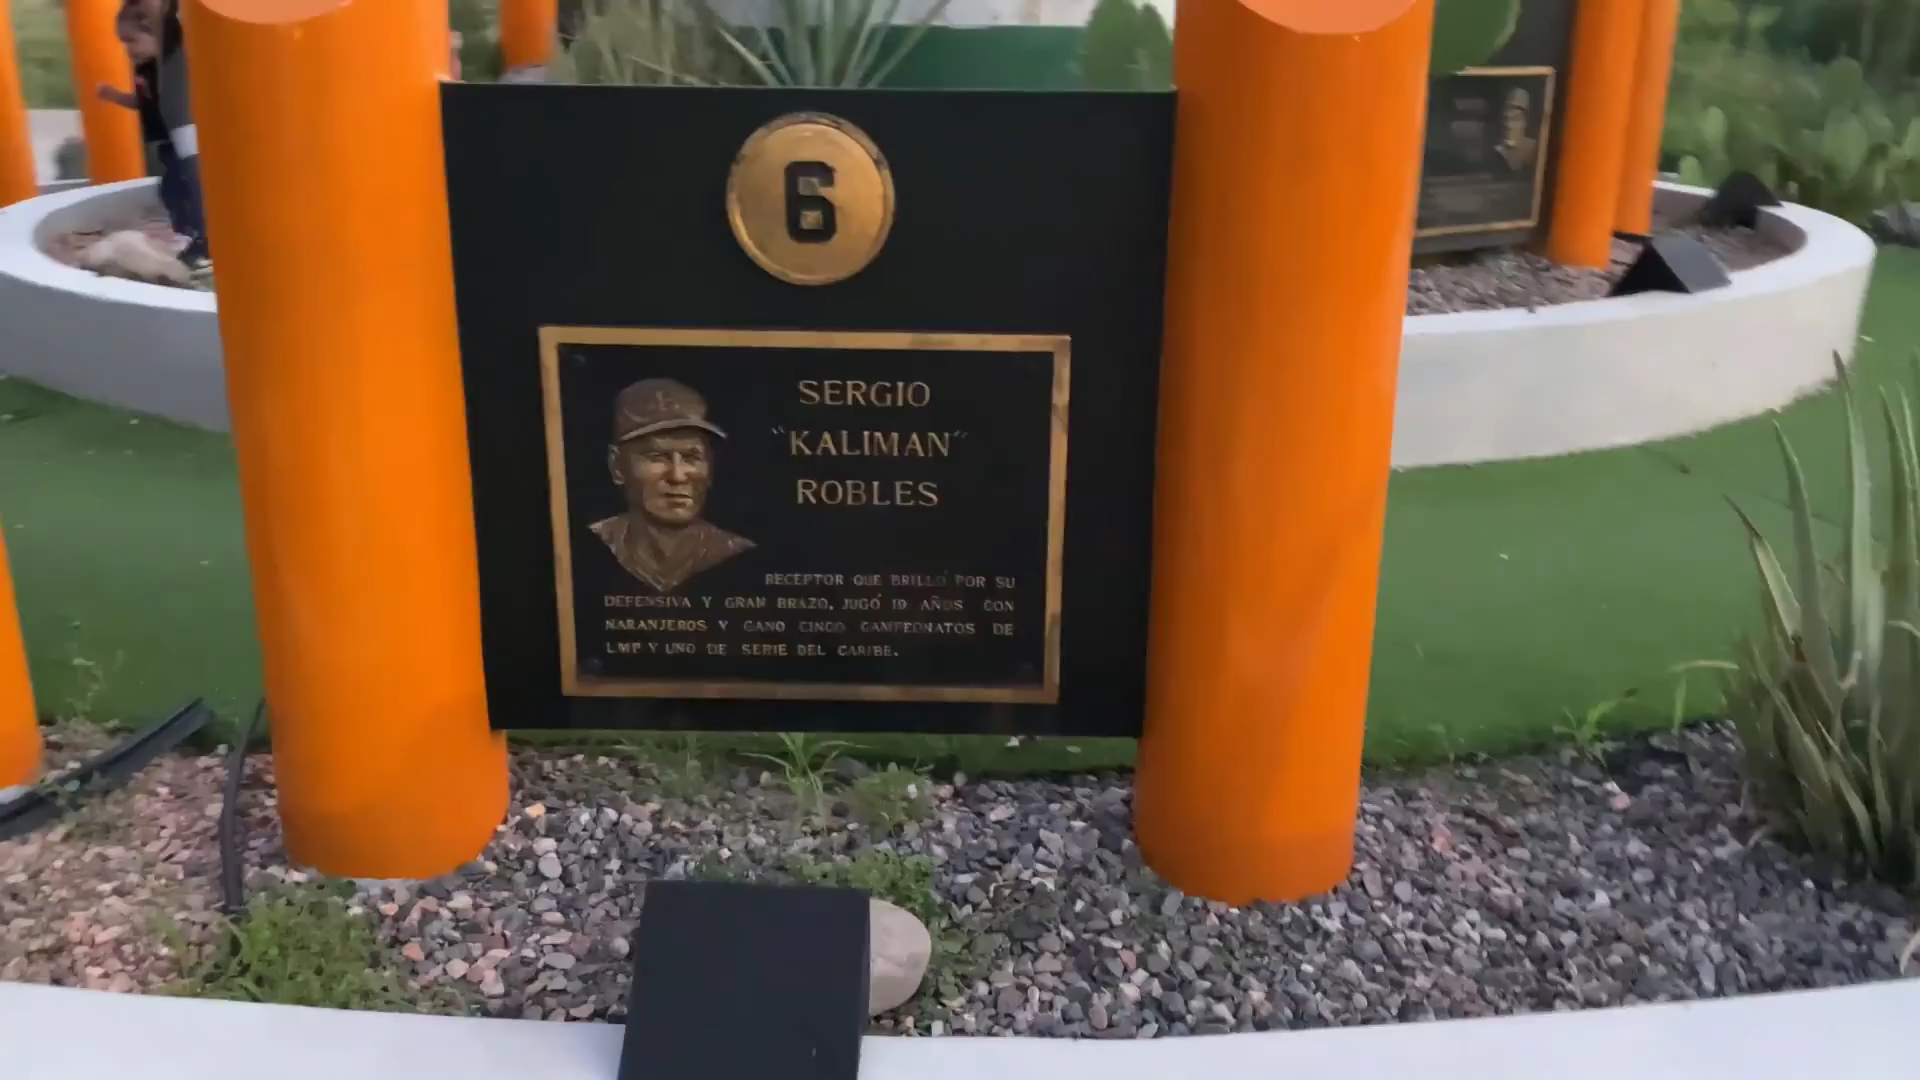 6
SERGIO
"KALIMAN"
ROBLES
RECEPTOR QUE BRILLÓ POR SU
DEFENSIVA Y GRAN BRAZO, JUGÓ 19 AÑOS CON
NARANJEROS Y GANO CINCO CAMPEONATOS DE
LMP Y UNO DE SERIE DEL CARIBE.